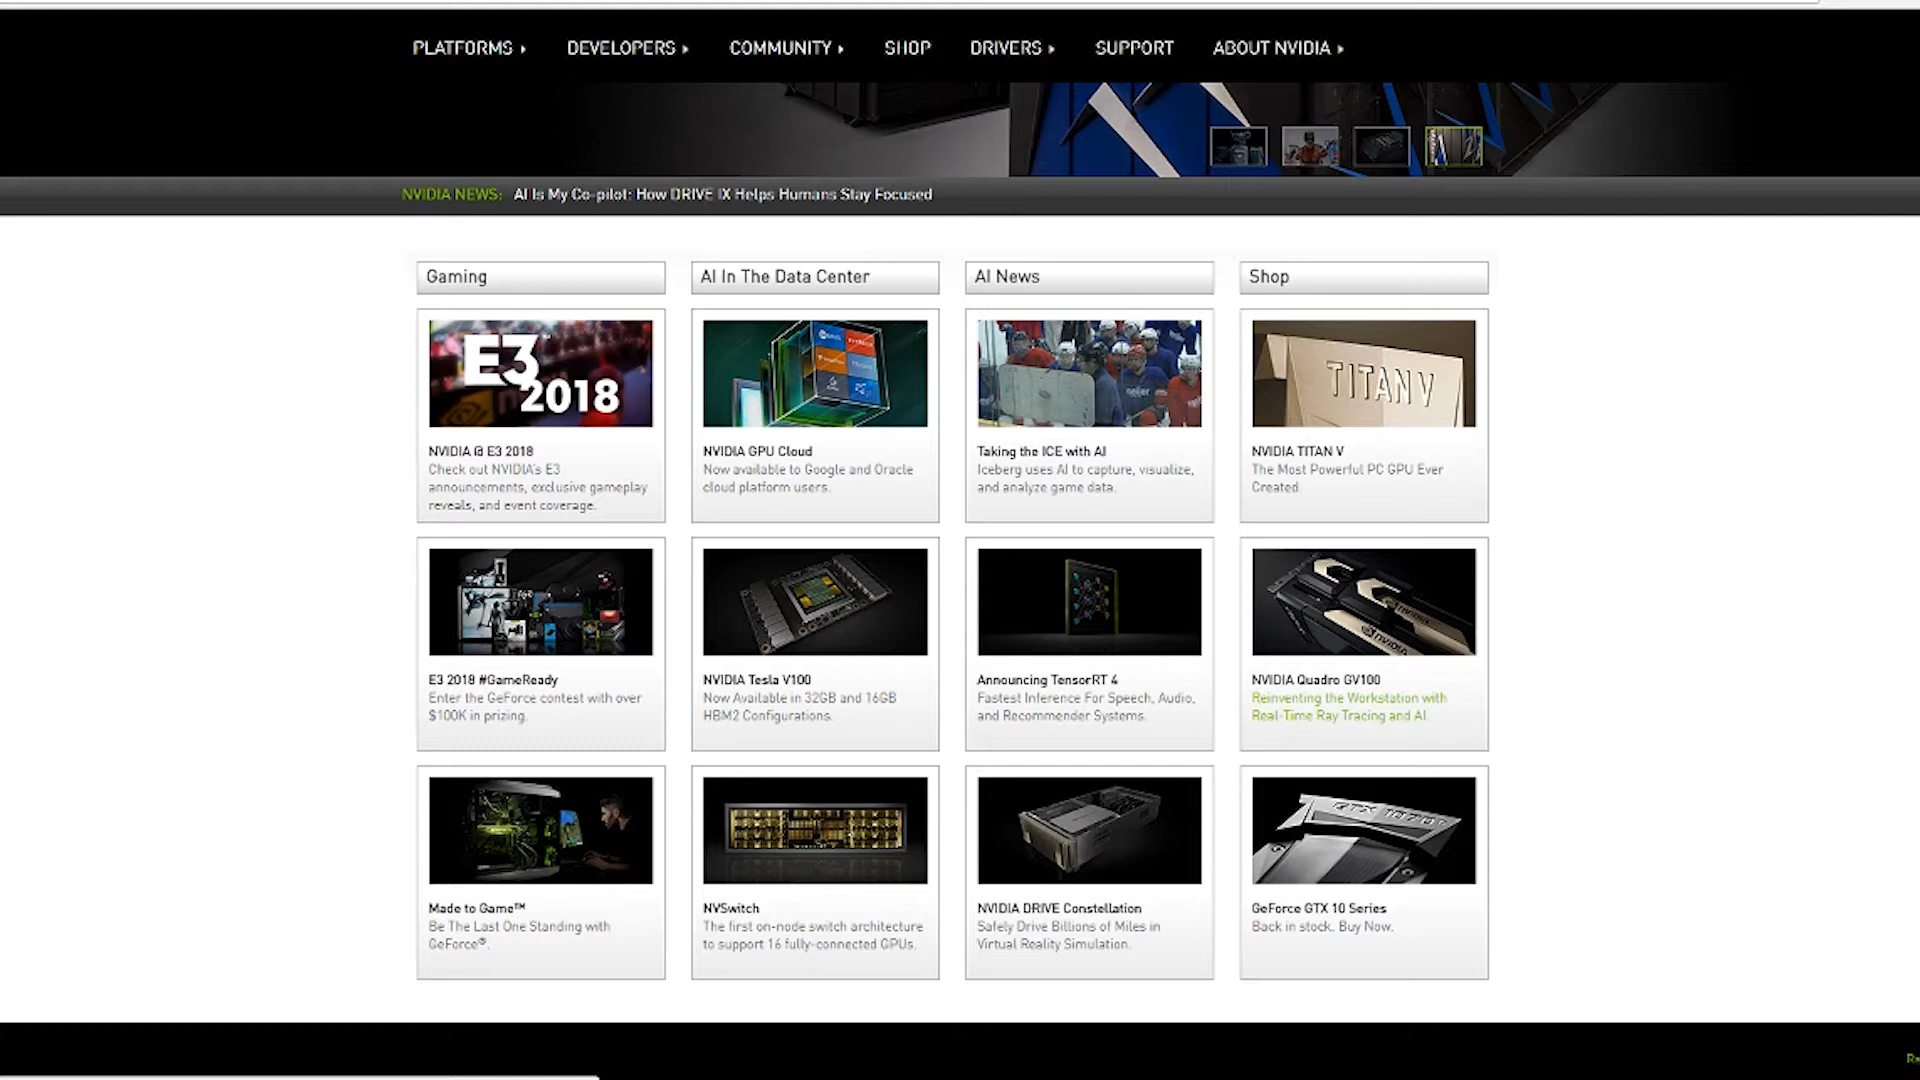 PLATFORMS DEVELOPERS COMMUNITY SHOP DRIVERS SUPPORT ABOUT NVIDIA
NVIDIA NEWS: AI Is My Co-pilot: How DRIVE IX Helps Humans Stay Focused
Gaming
E3
2018
NVIDIA @ E3 2018
Check out NVIDIA's E3
announcements, exclusive gameplay
reveals, and event coverage.
E3 2018 #GameReady
Enter the GeForce contest with over
$100K in prizing.
Made to Game™
Be The Last One Standing with
GeForce®.
AI In The Data Center
NVIDIA GPU Cloud
Now available to Google and Oracle
cloud platform users.
NVIDIA Tesla V100
Now Available in 32GB and 16GB
HBM2 Configurations.
NVSwitch
The first on-node switch architecture
to support 16 fully-connected GPUs.
AI News
Taking the ICE with AI
Iceberg uses AI to capture, visualize,
and analyze game data.
Announcing TensorRT 4
Fastest Inference For Speech, Audio,
and Recommender Systems.
NVIDIA DRIVE Constellation
Safely Drive Billions of Miles in
Virtual Reality Simulation.
Shop
TITAN V
NVIDIA TITAN V
The Most Powerful PC GPU Ever
Created.
NVIDIA
NVIDIA Quadro GV100
Reinventing the Workstation with
Real-Time Ray Tracing and AI.
GTX 1070
GeForce GTX 10 Series
Back in stock. Buy Now.